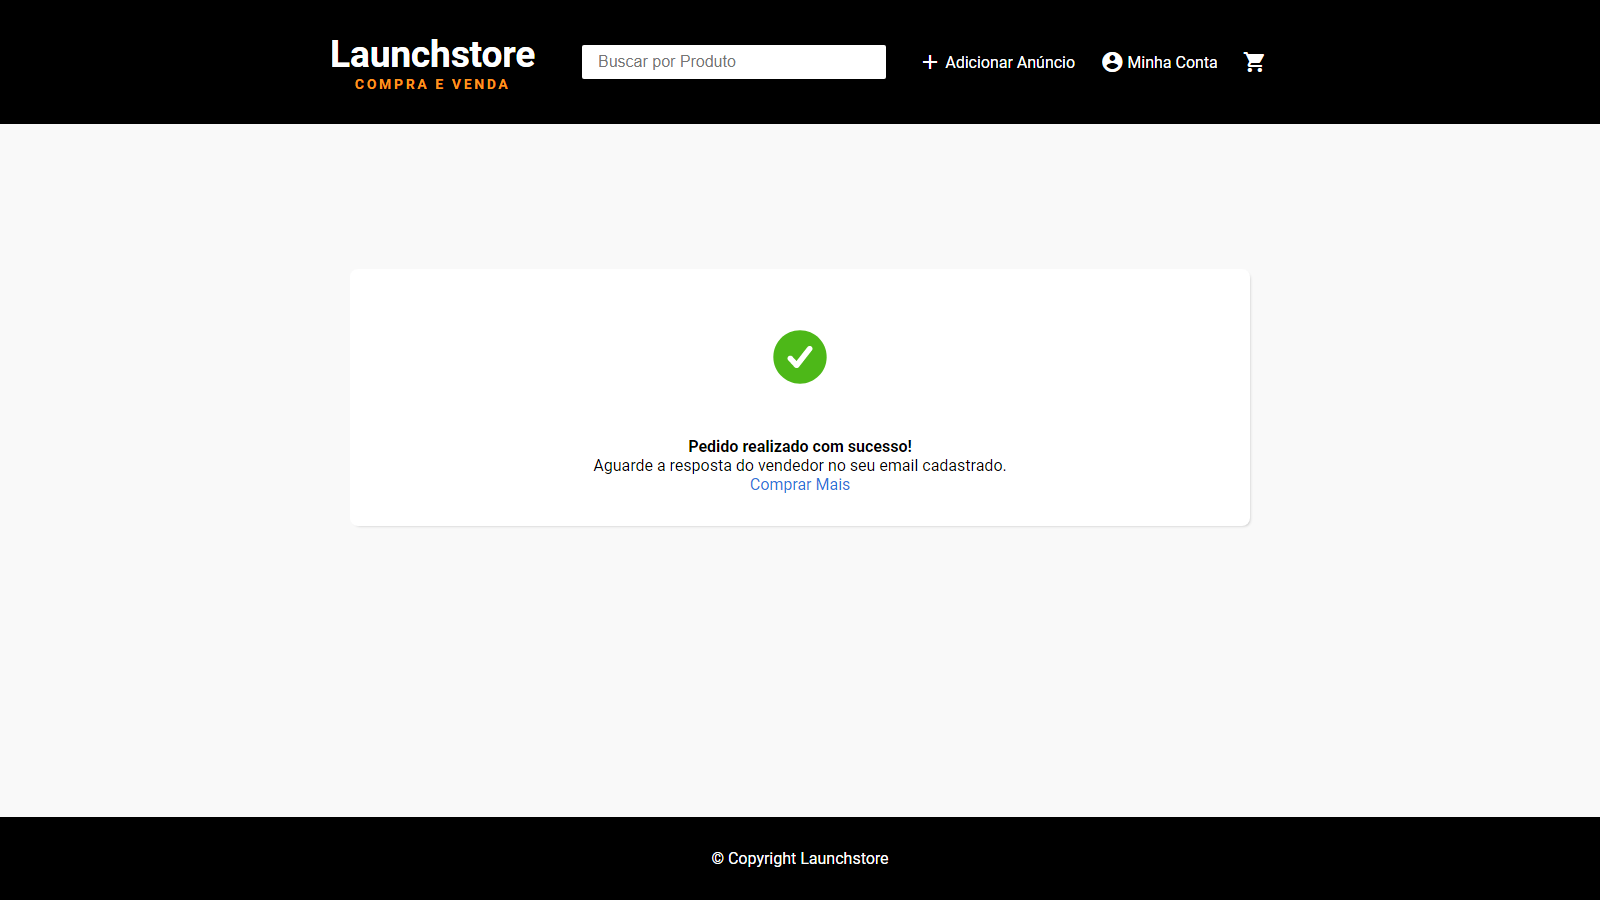 Launchstore
COMPRA E VENDA
Buscar por Produto
Adicionar Anúncio
Minha Conta
Pedido realizado com sucesso!
Aguarde a resposta do vendedor no seu email cadastrado.
Comprar Mais
© Copyright Launchstore